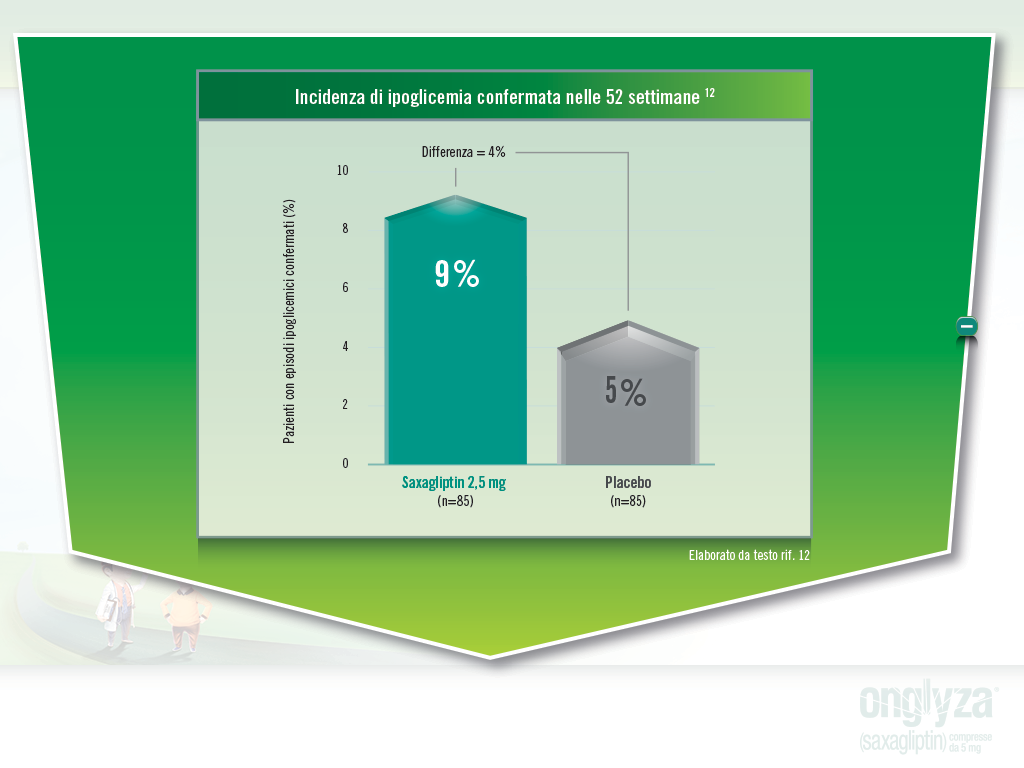 Incidenza di ipoglicemia confermata nelle 52 settimane 12
Differenza = 4%
Pazienti con episodi ipoglicemici confermati (%)
10
8
6
4
2
0
9%
5%
Saxagliptin 2,5 mg
(n=85)
Placebo
(n=85)
Elaborato da testo rif. 12
onglyza®
(saxagliptin) compresse
da 5 mg